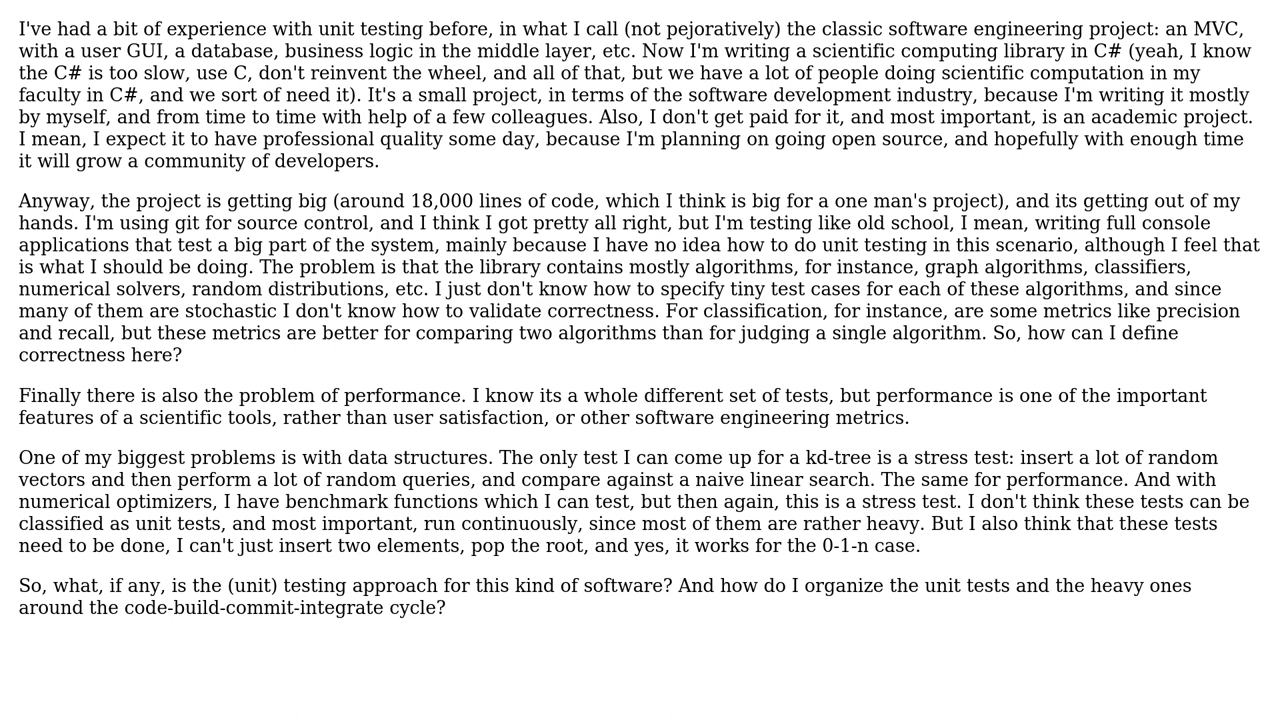 I've had a bit of experience with unit testing before, in what I call (not pejoratively) the classic software engineering project: an MVC,
with a user GUI, a database, business logic in the middle layer, etc. Now I'm writing a scientific computing library in C# (yeah, I know
the C# is too slow, use C, don't reinvent the wheel, and all of that, but we have a lot of people doing scientific computation in my
faculty in C#, and we sort of need it). It's a small project, in terms of the software development industry, because I'm writing it mostly
by myself, and from time to time with help of a few colleagues. Also, I don't get paid for it, and most important, is an academic project.
I mean, I expect it to have professional quality some day, because I'm planning on going open source, and hopefully with enough time
it will grow a community of developers.
Anyway, the project is getting big (around 18,000 lines of code, which I think is big for a one man's project), and its getting out of my
hands. I'm using git for source control, and I think I got pretty all right, but I'm testing like old school, I mean, writing full console
applications that test a big part of the system, mainly because I have no idea how to do unit testing in this scenario, although I feel that
is what I should be doing. The problem is that the library contains mostly algorithms, for instance, graph algorithms, classifiers,
numerical solvers, random distributions, etc. I just don't know how to specify tiny test cases for each of these algorithms, and since
many of them are stochastic I don't know how to validate correctness. For classification, for instance, are some metrics like precision
and recall, but these metrics are better for comparing two algorithms than for judging a single algorithm. So, how can I define
correctness here?
Finally there is also the problem of performance. I know its a whole different set of tests, but performance is one of the important
features of a scientific tools, rather than user satisfaction, or other software engineering metrics.
One of my biggest problems is with data structures. The only test I can come up for a kd-tree is a stress test: insert a lot of random
vectors and then perform a lot of random queries, and compare against a naive linear search. The same for performance. And with
numerical optimizers, I have benchmark functions which I can test, but then again, this is a stress test. I don't think these tests can be
classified as unit tests, and most important, run continuously, since most of them are rather heavy. But I also think that these tests
need to be done, I can't just insert two elements, pop the root, and yes, it works for the 0-1-n case.
So, what, if any, is the (unit) testing approach for this kind of software? And how do I organize the unit tests and the heavy ones
around the code-build-commit-integrate cycle?